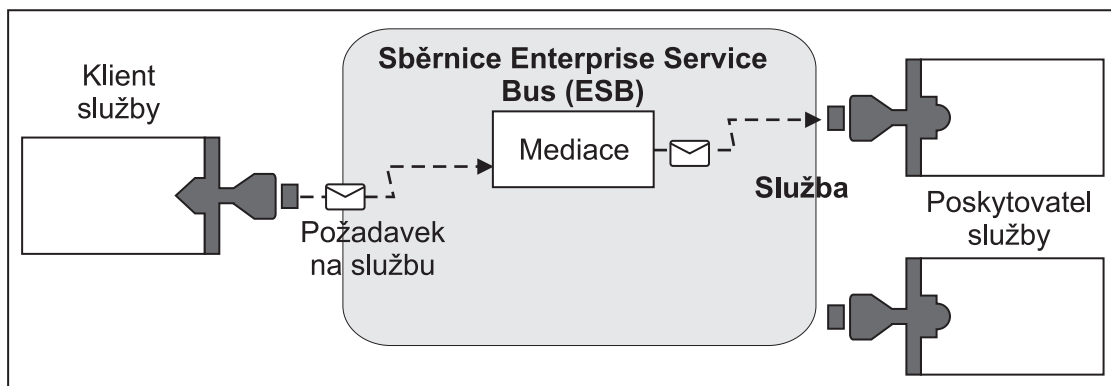 Sběrnice Enterprise Service
Bus (ESB)
Klient
služby
Mediace
Služba
Požadavek
na službu
Poskytovatel
služby